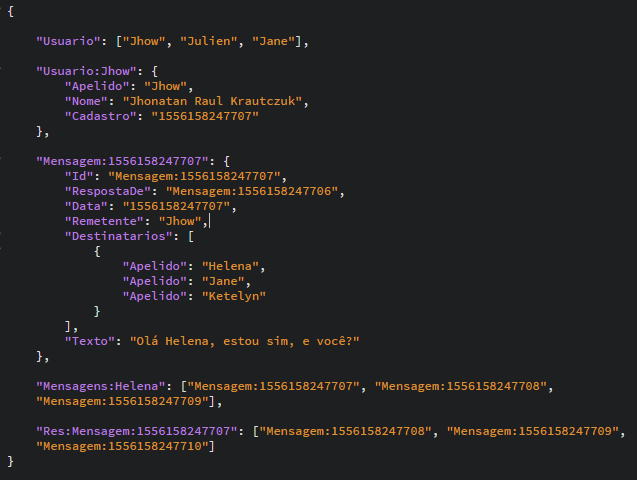 {
"Usuario": ["Jhow", "Julien", "Jane"],
"Usuario:Jhow": {
"Apelido": "Jhow",
"Nome": "Jhonatan Raul Krautczuk",
"Cadastro": "1556158247707"
},
"Mensagem:1556158247707": {
"Id": "Mensagem:1556158247707",
"RespostaDe": "Mensagem:1556158247706",
"Data": "1556158247707",
"Remetente": "Jhow",
"Destinatarios": [
{
"Apelido": "Helena",
"Apelido": "Jane",
"Apelido": "Ketelyn"
}
],
"Texto": "Olá Helena, estou sim, e você?"
},
"Mensagens:Helena": ["Mensagem:1556158247707", "Mensagem:1556158247708",
"Mensagem:1556158247709"],
"Res:Mensagem:1556158247707": ["Mensagem:1556158247708", "Mensagem:1556158247709",
"Mensagem:1556158247710"]
}